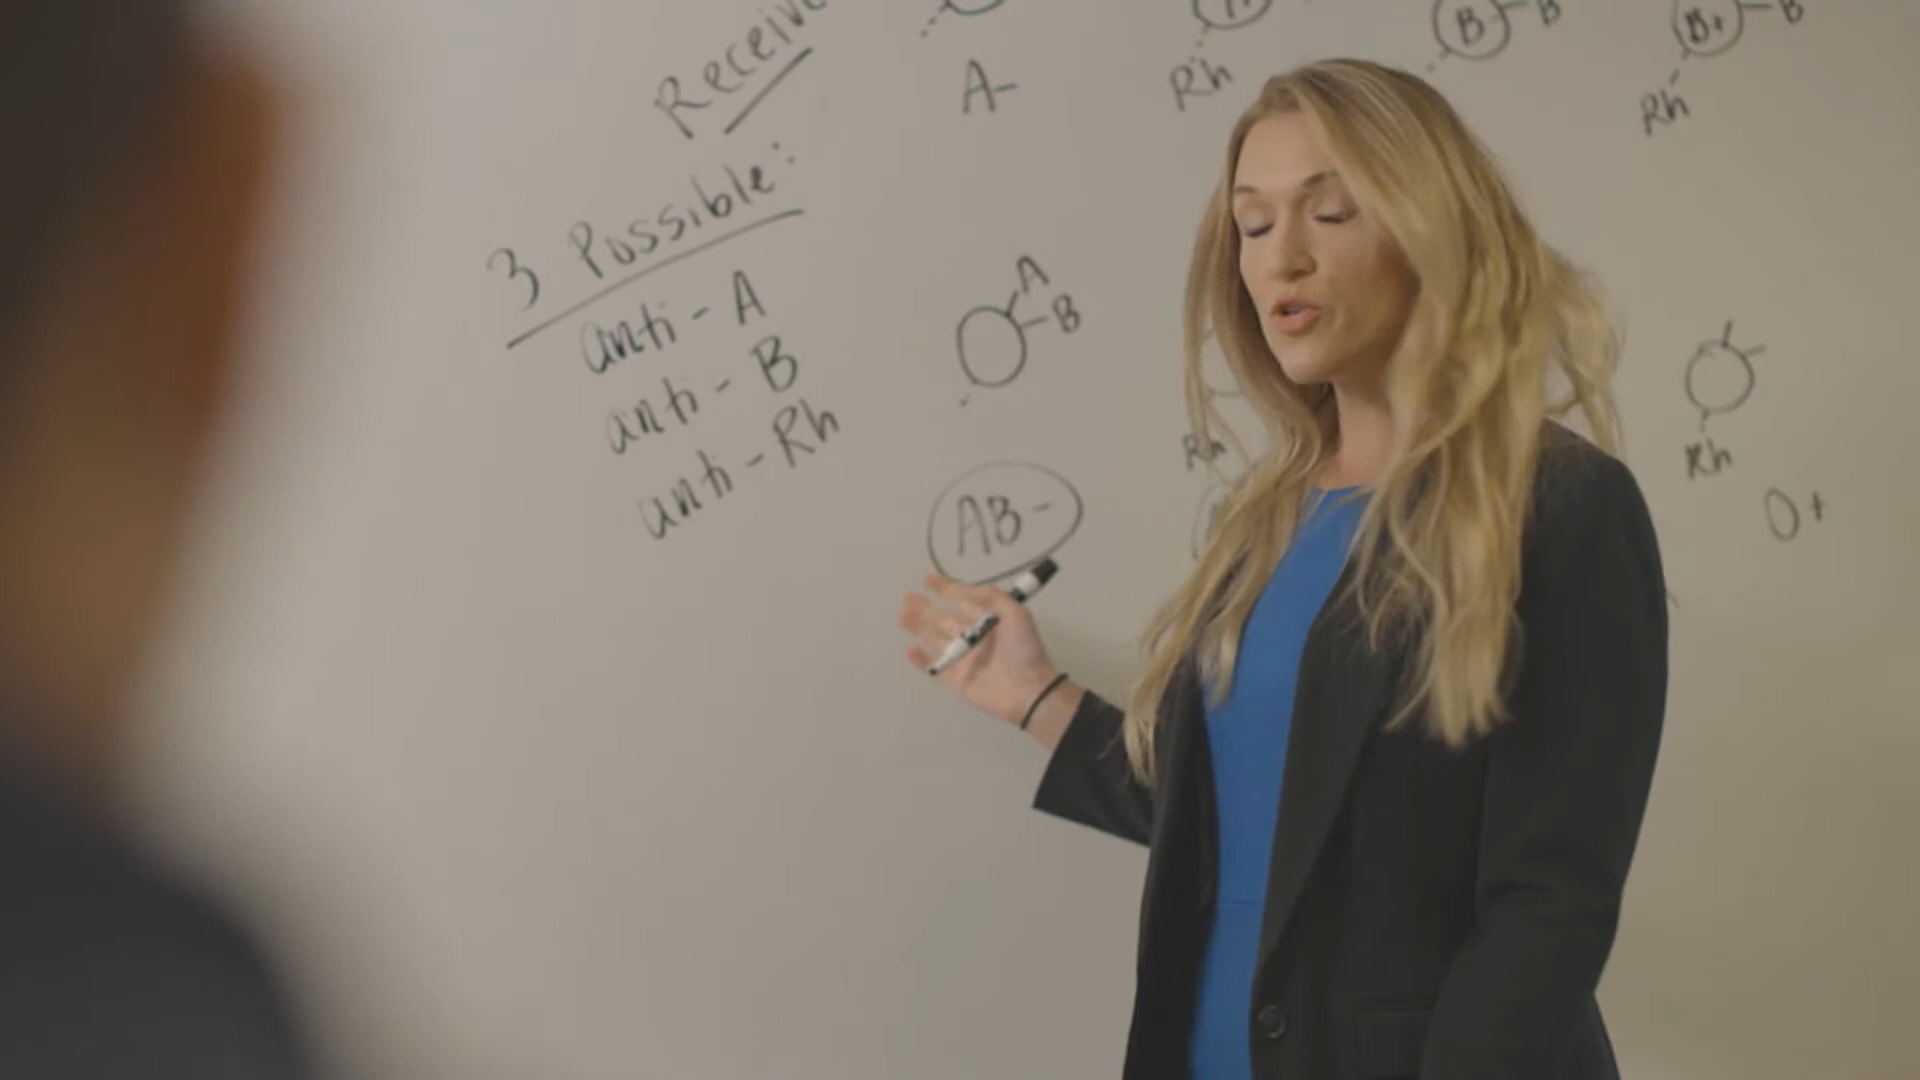 Receive
A-
Rh
B- B
B+ B
Rh
3 Possible:
anti-A
anti-B
anti-Rh
A
B
AB-
Rh
Rh
O+